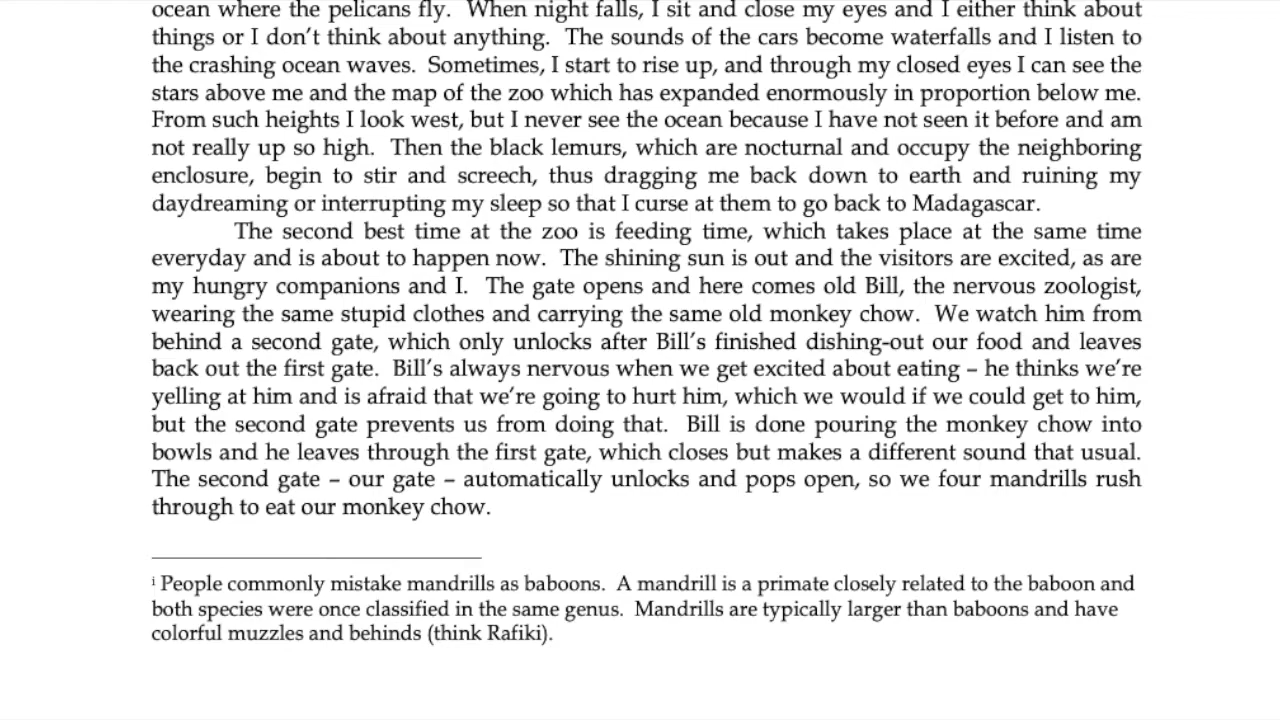 ocean where the pelicans fly.  When night falls, I sit and close my eyes and I either think about
things or I don't think about anything.  The sounds of the cars become waterfalls and I listen to
the crashing ocean waves.  Sometimes, I start to rise up, and through my closed eyes I can see the
stars above me and the map of the zoo which has expanded enormously in proportion below me.
From such heights I look west, but I never see the ocean because I have not seen it before and am
not really up so high.  Then the black lemurs, which are nocturnal and occupy the neighboring
enclosure, begin to stir and screech, thus dragging me back down to earth and ruining my
daydreaming or interrupting my sleep so that I curse at them to go back to Madagascar.
The second best time at the zoo is feeding time, which takes place at the same time
everyday and is about to happen now.  The shining sun is out and the visitors are excited, as are
my hungry companions and I.  The gate opens and here comes old Bill, the nervous zoologist,
wearing the same stupid clothes and carrying the same old monkey chow.  We watch him from
behind a second gate, which only unlocks after Bill's finished dishing-out our food and leaves
back out the first gate.  Bill's always nervous when we get excited about eating – he thinks we're
yelling at him and is afraid that we're going to hurt him, which we would if we could get to him,
but the second gate prevents us from doing that.  Bill is done pouring the monkey chow into
bowls and he leaves through the first gate, which closes but makes a different sound that usual.
The second gate – our gate – automatically unlocks and pops open, so we four mandrills rush
through to eat our monkey chow.
i People commonly mistake mandrills as baboons.  A mandrill is a primate closely related to the baboon and
both species were once classified in the same genus.  Mandrills are typically larger than baboons and have
colorful muzzles and behinds (think Rafiki).